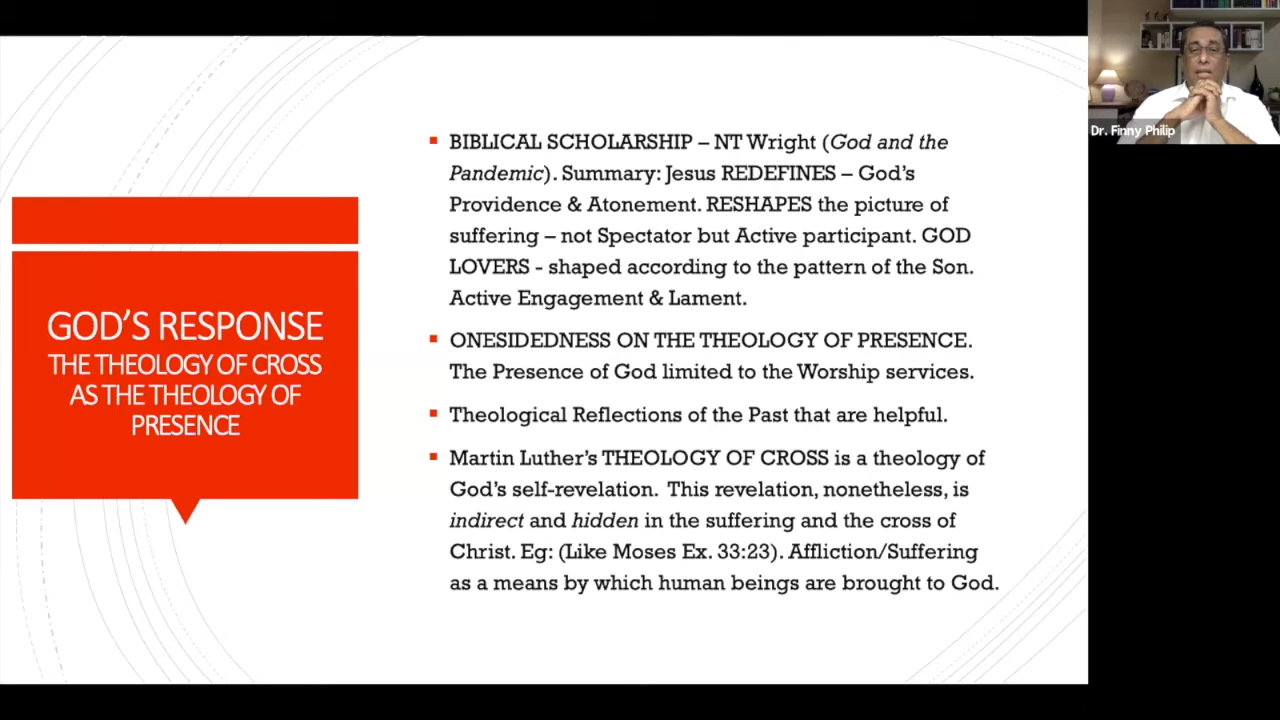 GOD'S RESPONSE
THE THEOLOGY OF CROSS
AS THE THEOLOGY OF
PRESENCE
▪ BIBLICAL SCHOLARSHIP – NT Wright (God and the
Pandemic). Summary: Jesus REDEFINES – God's
Providence & Atonement. RESHAPES the picture of
suffering – not Spectator but Active participant. GOD
LOVERS - shaped according to the pattern of the Son.
Active Engagement & Lament.
▪ ONESIDEDNESS ON THE THEOLOGY OF PRESENCE.
The Presence of God limited to the Worship services.
▪ Theological Reflections of the Past that are helpful.
▪ Martin Luther's THEOLOGY OF CROSS is a theology of
God's self-revelation. This revelation, nonetheless, is
indirect and hidden in the suffering and the cross of
Christ. Eg: (Like Moses Ex. 33:23). Affliction/Suffering
as a means by which human beings are brought to God.
Dr. Finny Philip